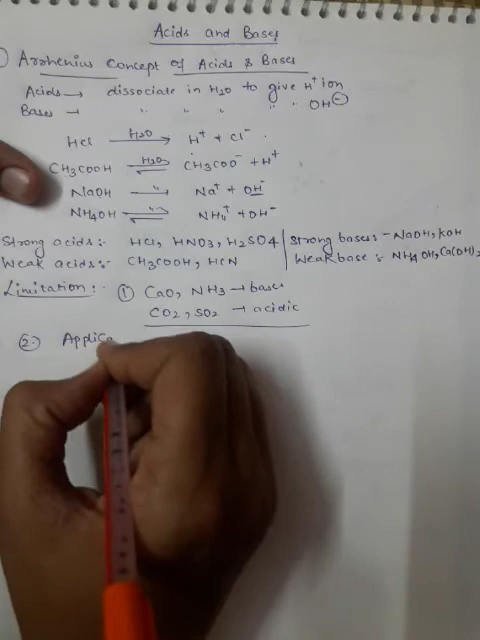 Acids and Bases
) Arrhenius Concept of Acids & Bases
Acids → dissociate in H2O to give H+ ion
Bases → " " " " " OH⊖
HCl —H2O→ H+ + Cl- .
CH3COOH ⇌H2O CH3COO- + H+
NaOH —"→ Na+ + OH-
NH4OH ⇌" NH4+ + OH-
Strong acids:- HCl, HNO3, H2SO4 | Strong bases:- NaOH, KOH
Weak acids:- CH3COOH, HCN | Weak base:- NH4OH, Ca(OH)2
Limitation:- ① CaO, NH3 → bases
CO2, SO2 → acidic
②) Applica